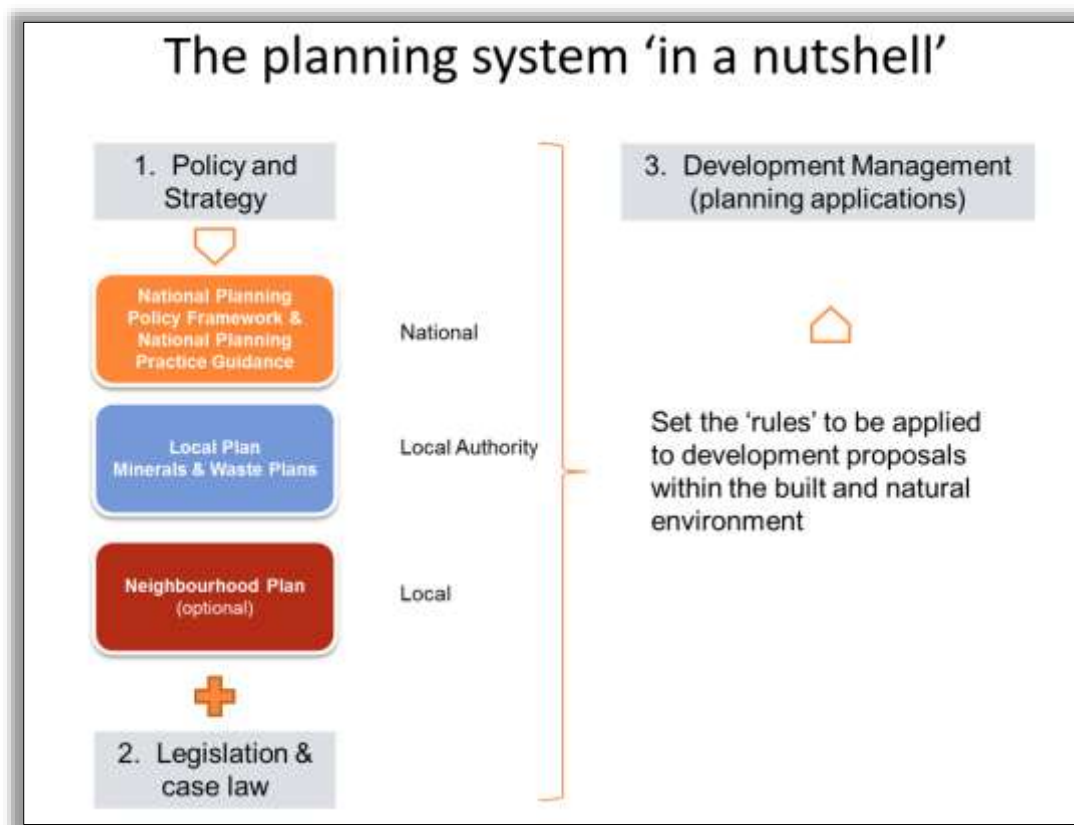 The planning system ‘in a nutshell’
1. Policy and
Strategy
National Planning
Policy Framework &
National Planning
Practice Guidance
National
Local Plan
Minerals & Waste Plans
Local Authority
Neighbourhood Plan
(optional)
Local
2. Legislation &
case law
3. Development Management
(planning applications)
Set the ‘rules’ to be applied
to development proposals
within the built and natural
environment